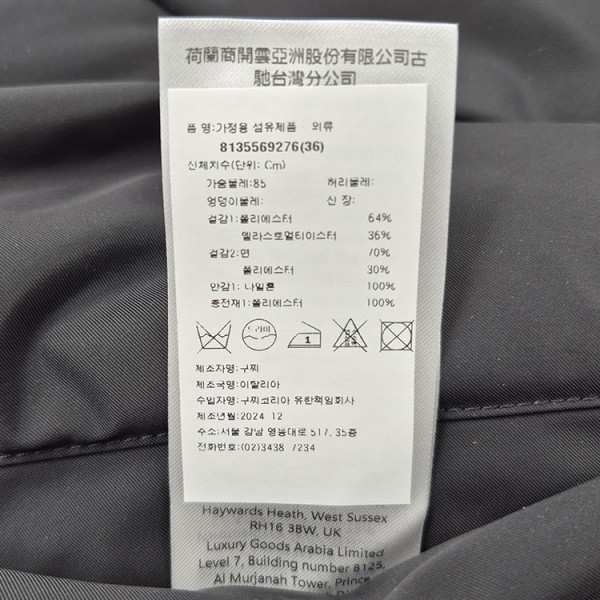 荷蘭商開雲亞洲股份有限公司古
馳台灣分公司
품 명:가정용 섬유제품 - 외류
8135569276(36)
신체치수(단위: Cm)
가슴둘레:85 허리둘레:
엉덩이둘레: 신 장:
겉감1:폴리에스터 64%
엘라스토멀티에스터 36%
겉감2:면 70%
폴리에스터 30%
안감1: 나일론 100%
충전재1:폴리에스터 100%
드라이 1
제조자명:구찌
제조국명:이탈리아
수입자명:구찌코리아 유한책임회사
제조년월:2024 12
주소:서울 강남 영동대로 517, 35층
전화번호:(02)3438 7234
Haywards Heath, West Sussex
RH16 3BW, UK
Luxury Goods Arabia Limited
Level 7, Building number 8125,
Al Murjanah Tower, Prince